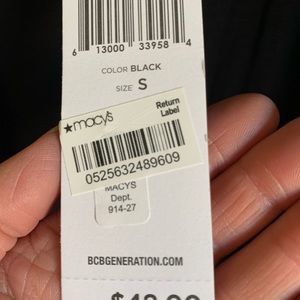 6 13000 33958 4
COLOR BLACK
SIZE S
★macy's
Return
Label
0525632489609
MACYS
Dept.
914-27
BCBGENERATION.COM